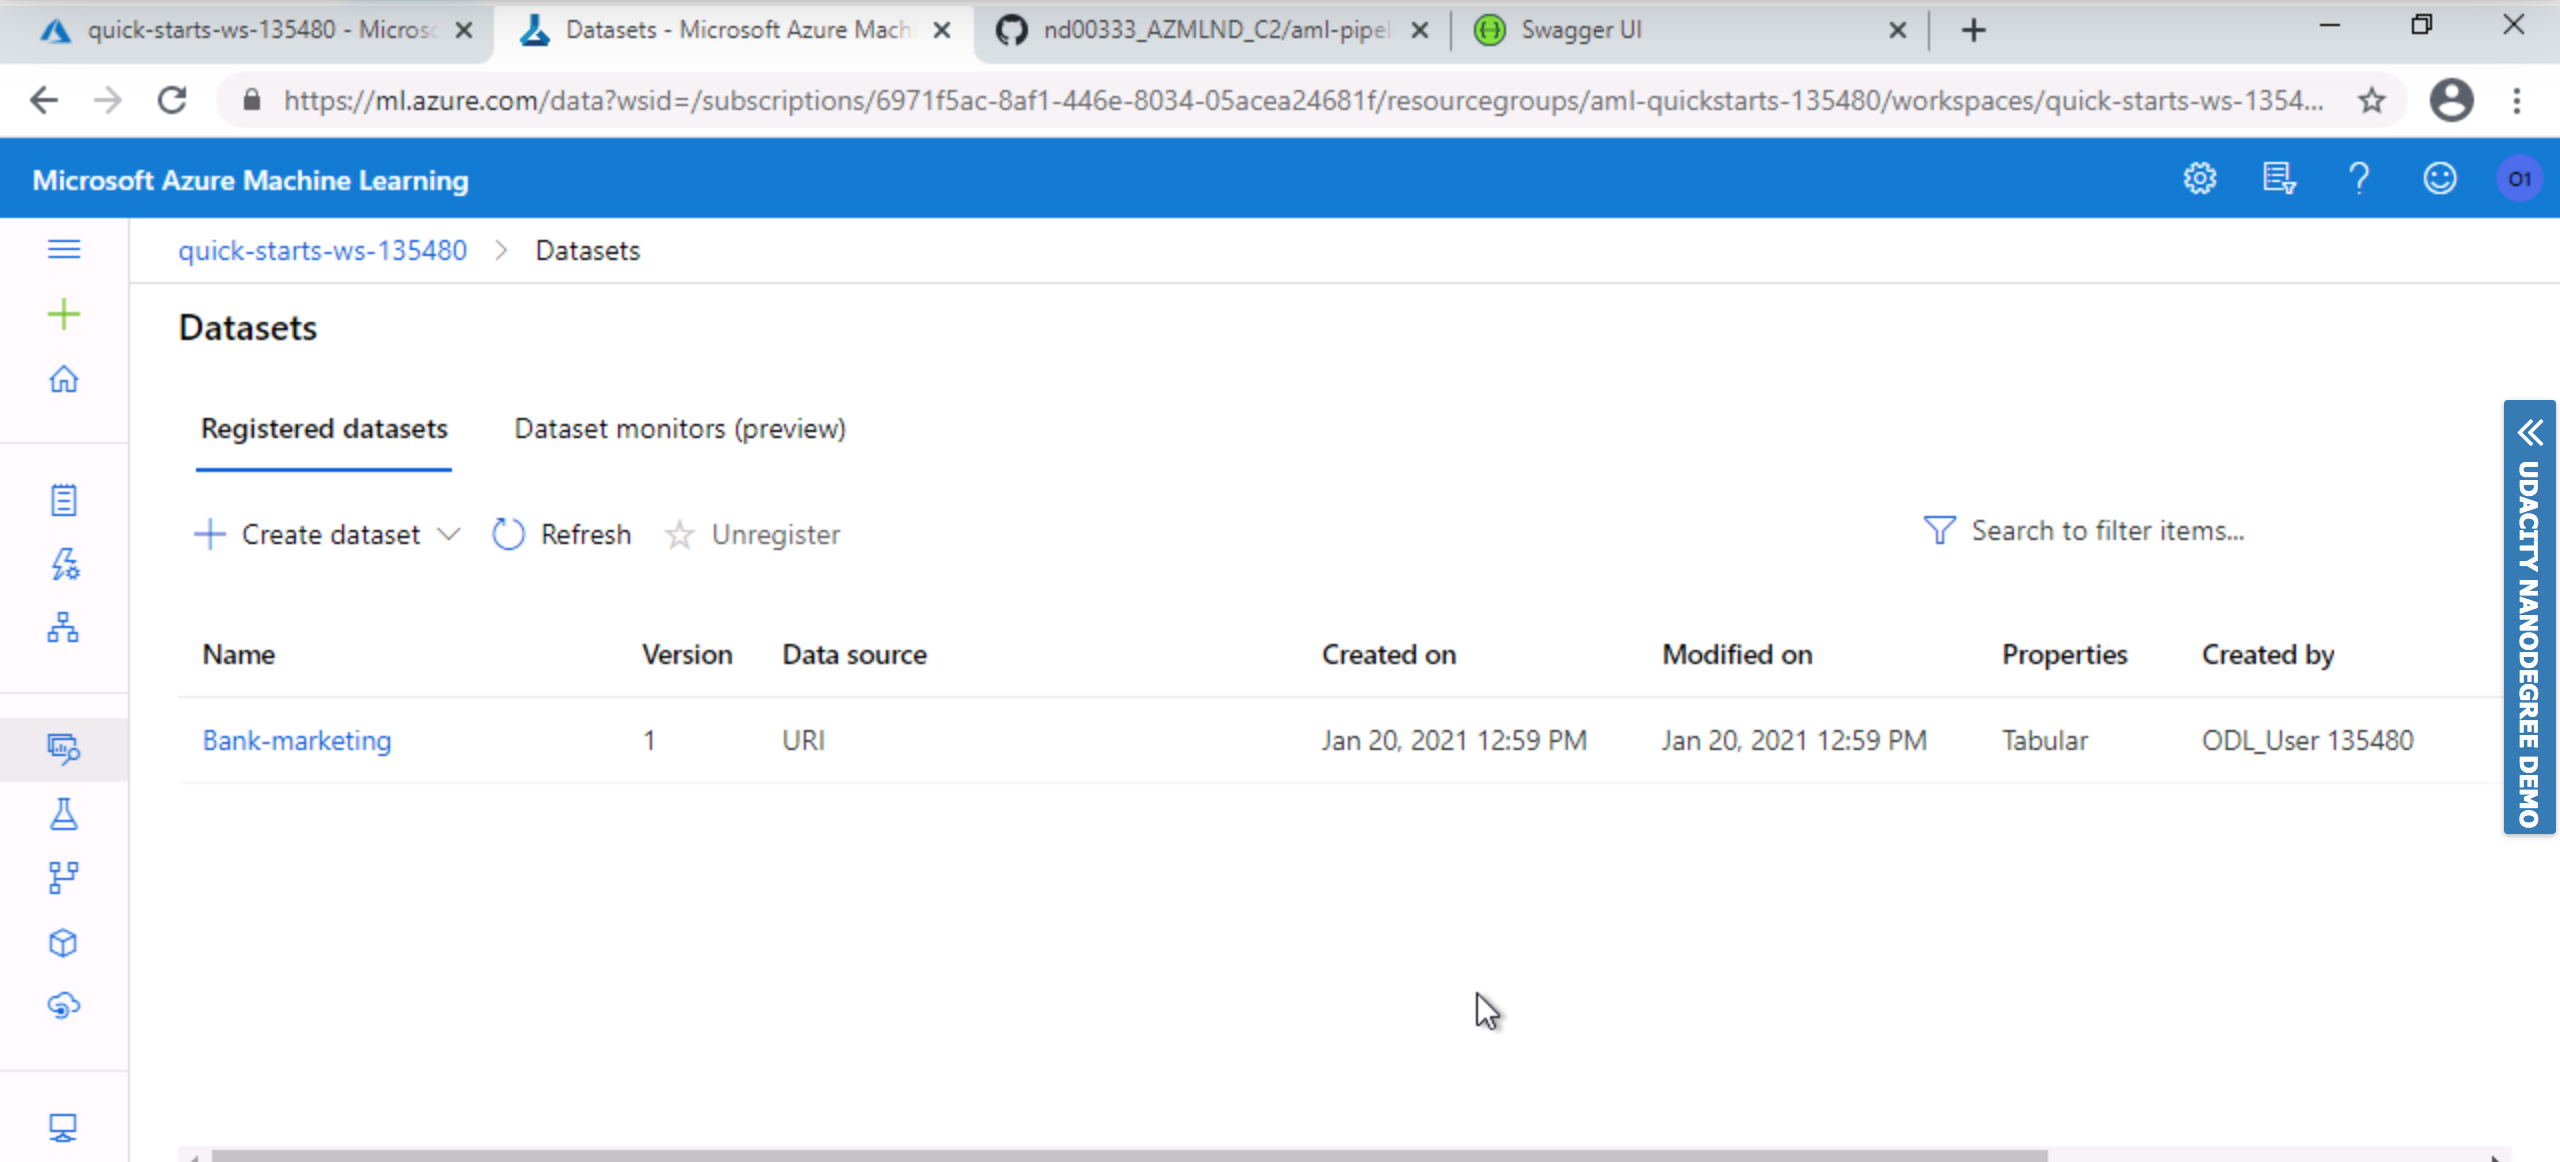 quick-starts-ws-135480 - Micros
Datasets - Microsoft Azure Mach
nd00333_AZMLND_C2/aml-pipel
Swagger UI
https://ml.azure.com/data?wsid=/subscriptions/6971f5ac-8af1-446e-8034-05acea24681f/resourcegroups/aml-quickstarts-135480/workspaces/quick-starts-ws-1354...
Microsoft Azure Machine Learning
O1
quick-starts-ws-135480 > Datasets
Datasets
Registered datasets Dataset monitors (preview)
Create dataset Refresh Unregister Search to filter items...
Name Version Data source Created on Modified on Properties Created by
Bank-marketing 1 URI Jan 20, 2021 12:59 PM Jan 20, 2021 12:59 PM Tabular ODL_User 135480
UDACITY NANODEGREE DEMO